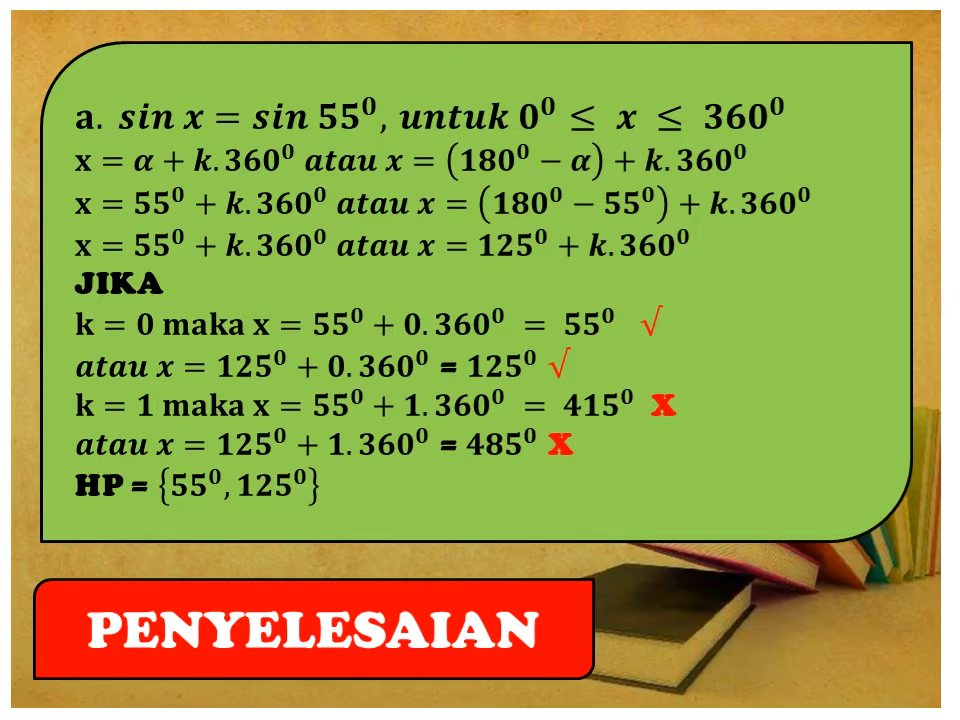 a. sin x = sin 55⁰, untuk 0⁰ ≤ x ≤ 360⁰
x = α + k. 360⁰ atau x = (180⁰ − α) + k. 360⁰
x = 55⁰ + k. 360⁰ atau x = (180⁰ − 55⁰) + k. 360⁰
x = 55⁰ + k. 360⁰ atau x = 125⁰ + k. 360⁰
JIKA
k = 0 maka x = 55⁰ + 0. 360⁰ = 55⁰ √
atau x = 125⁰ + 0. 360⁰ = 125⁰ √
k = 1 maka x = 55⁰ + 1. 360⁰ = 415⁰ X
atau x = 125⁰ + 1. 360⁰ = 485⁰ X
HP = {55⁰, 125⁰}
PENYELESAIAN